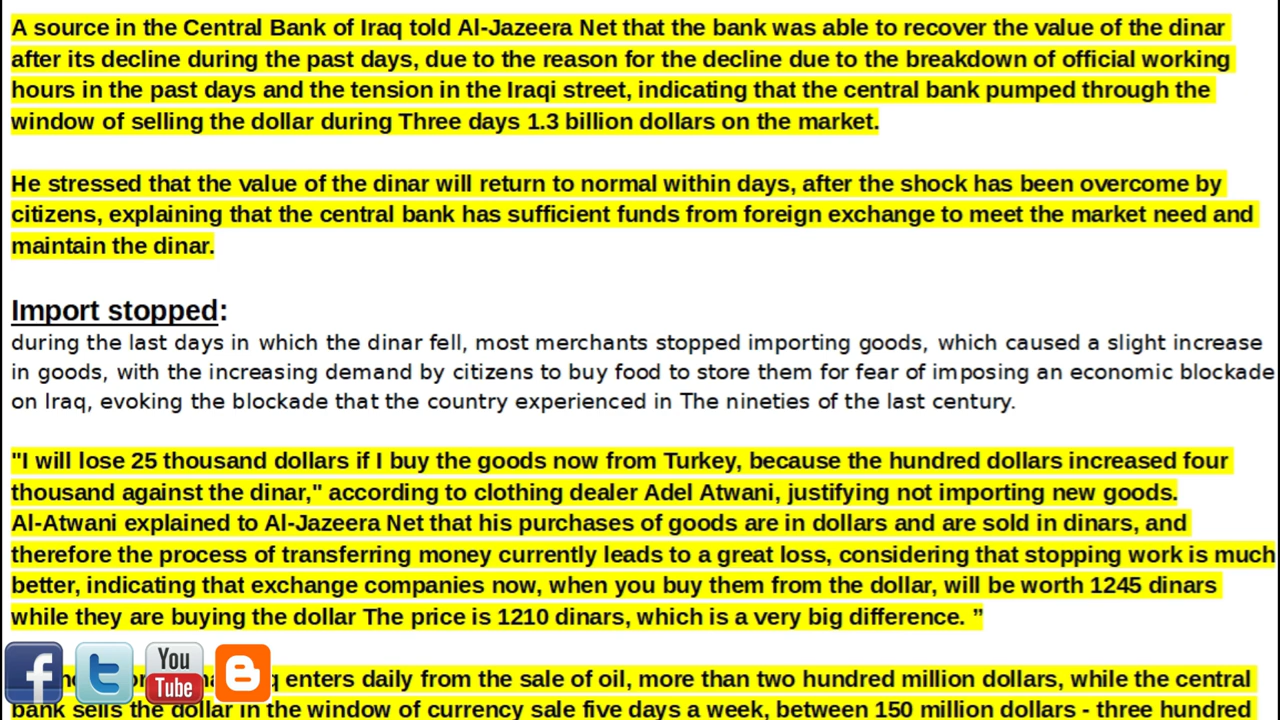 A source in the Central Bank of Iraq told Al-Jazeera Net that the bank was able to recover the value of the dinar
after its decline during the past days, due to the reason for the decline due to the breakdown of official working
hours in the past days and the tension in the Iraqi street, indicating that the central bank pumped through the
window of selling the dollar during Three days 1.3 billion dollars on the market.
He stressed that the value of the dinar will return to normal within days, after the shock has been overcome by
citizens, explaining that the central bank has sufficient funds from foreign exchange to meet the market need and
maintain the dinar.
Import stopped:
during the last days in which the dinar fell, most merchants stopped importing goods, which caused a slight increase
in goods, with the increasing demand by citizens to buy food to store them for fear of imposing an economic blockade
on Iraq, evoking the blockade that the country experienced in The nineties of the last century.
"I will lose 25 thousand dollars if I buy the goods now from Turkey, because the hundred dollars increased four
thousand against the dinar," according to clothing dealer Adel Atwani, justifying not importing new goods.
Al-Atwani explained to Al-Jazeera Net that his purchases of goods are in dollars and are sold in dinars, and
therefore the process of transferring money currently leads to a great loss, considering that stopping work is much
better, indicating that exchange companies now, when you buy them from the dollar, will be worth 1245 dinars
while they are buying the dollar The price is 1210 dinars, which is a very big difference. ”
enters daily from the sale of oil, more than two hundred million dollars, while the central
bank sells the dollar in the window of currency sale five days a week, between 150 million dollars - three hundred
You Tube